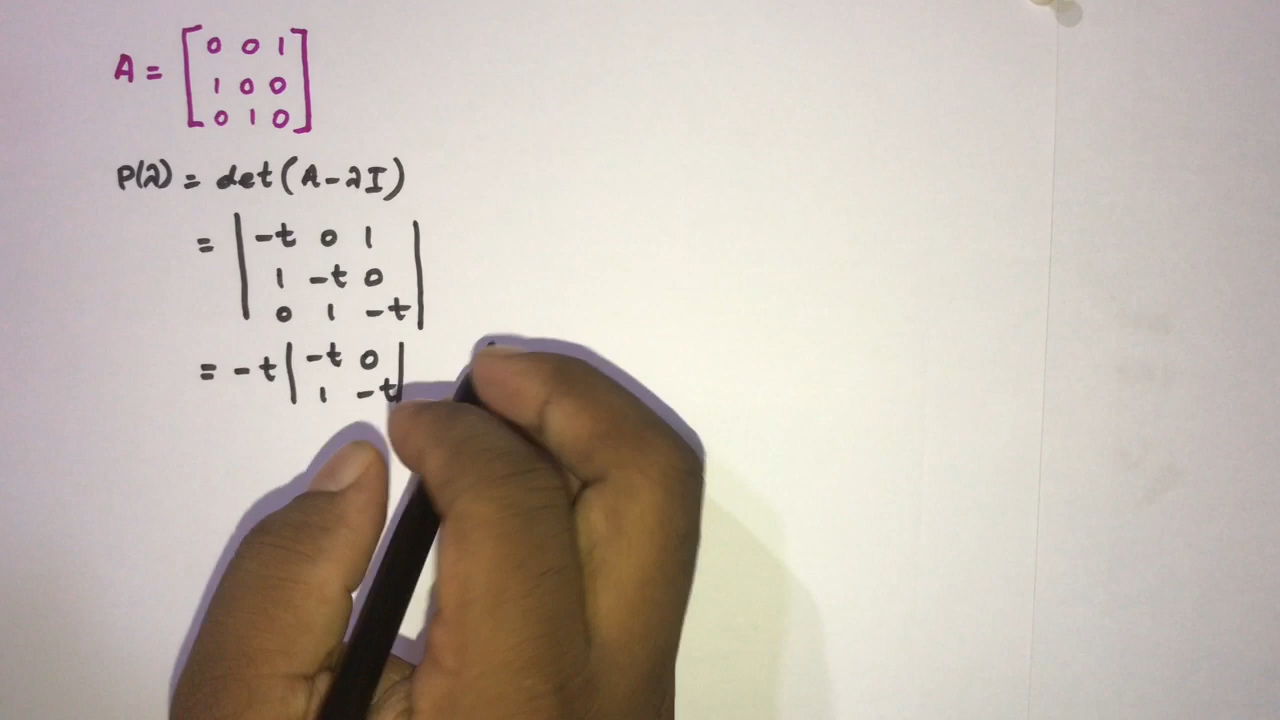 A = [ 0 0 1
1 0 0
0 1 0 ]
P(λ) = det(A - λI)
= | -t 0 1
1 -t 0
0 1 -t |
= -t | -t 0
1 -t |